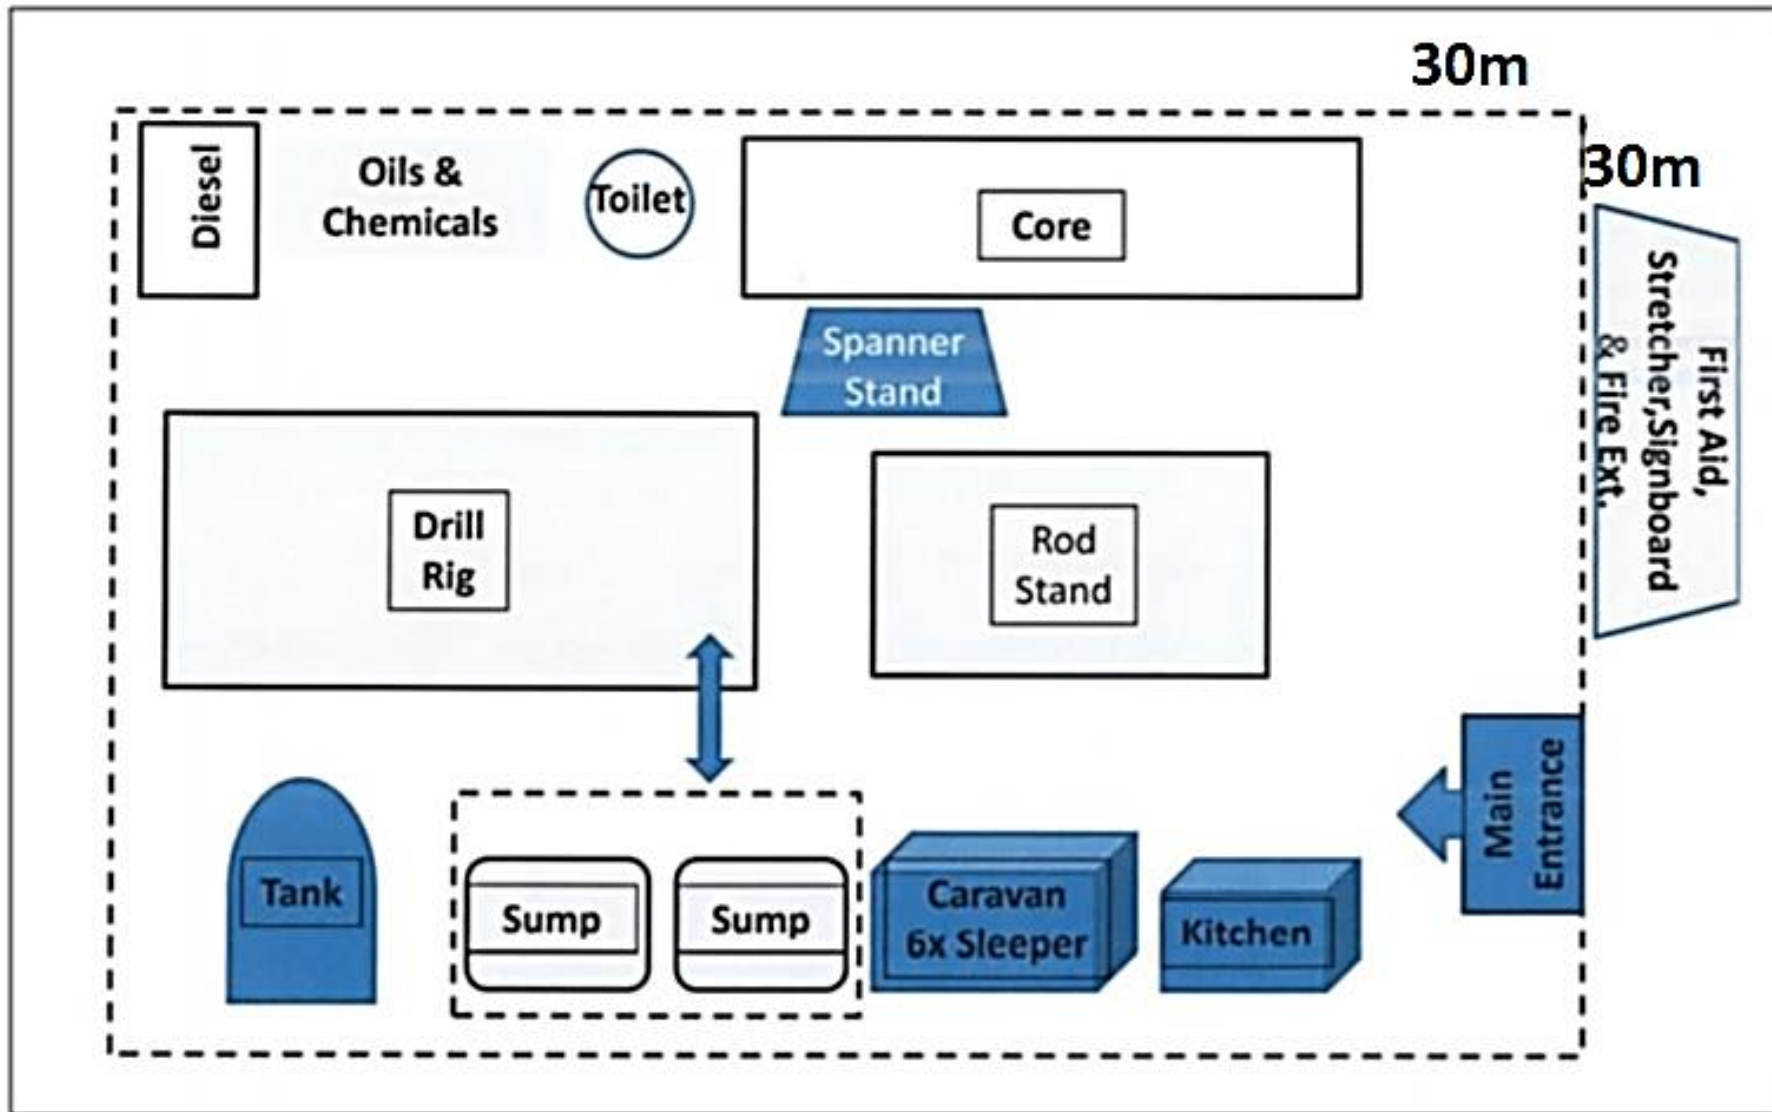 30m
30m
Diesel
Oils &
Chemicals
Toilet
Core
Spanner
Stand
First Aid,
Stretcher,Signboard
& Fire Ext.
Drill
Rig
Rod
Stand
Main
Entrance
Tank
Sump
Sump
Caravan
6x Sleeper
Kitchen